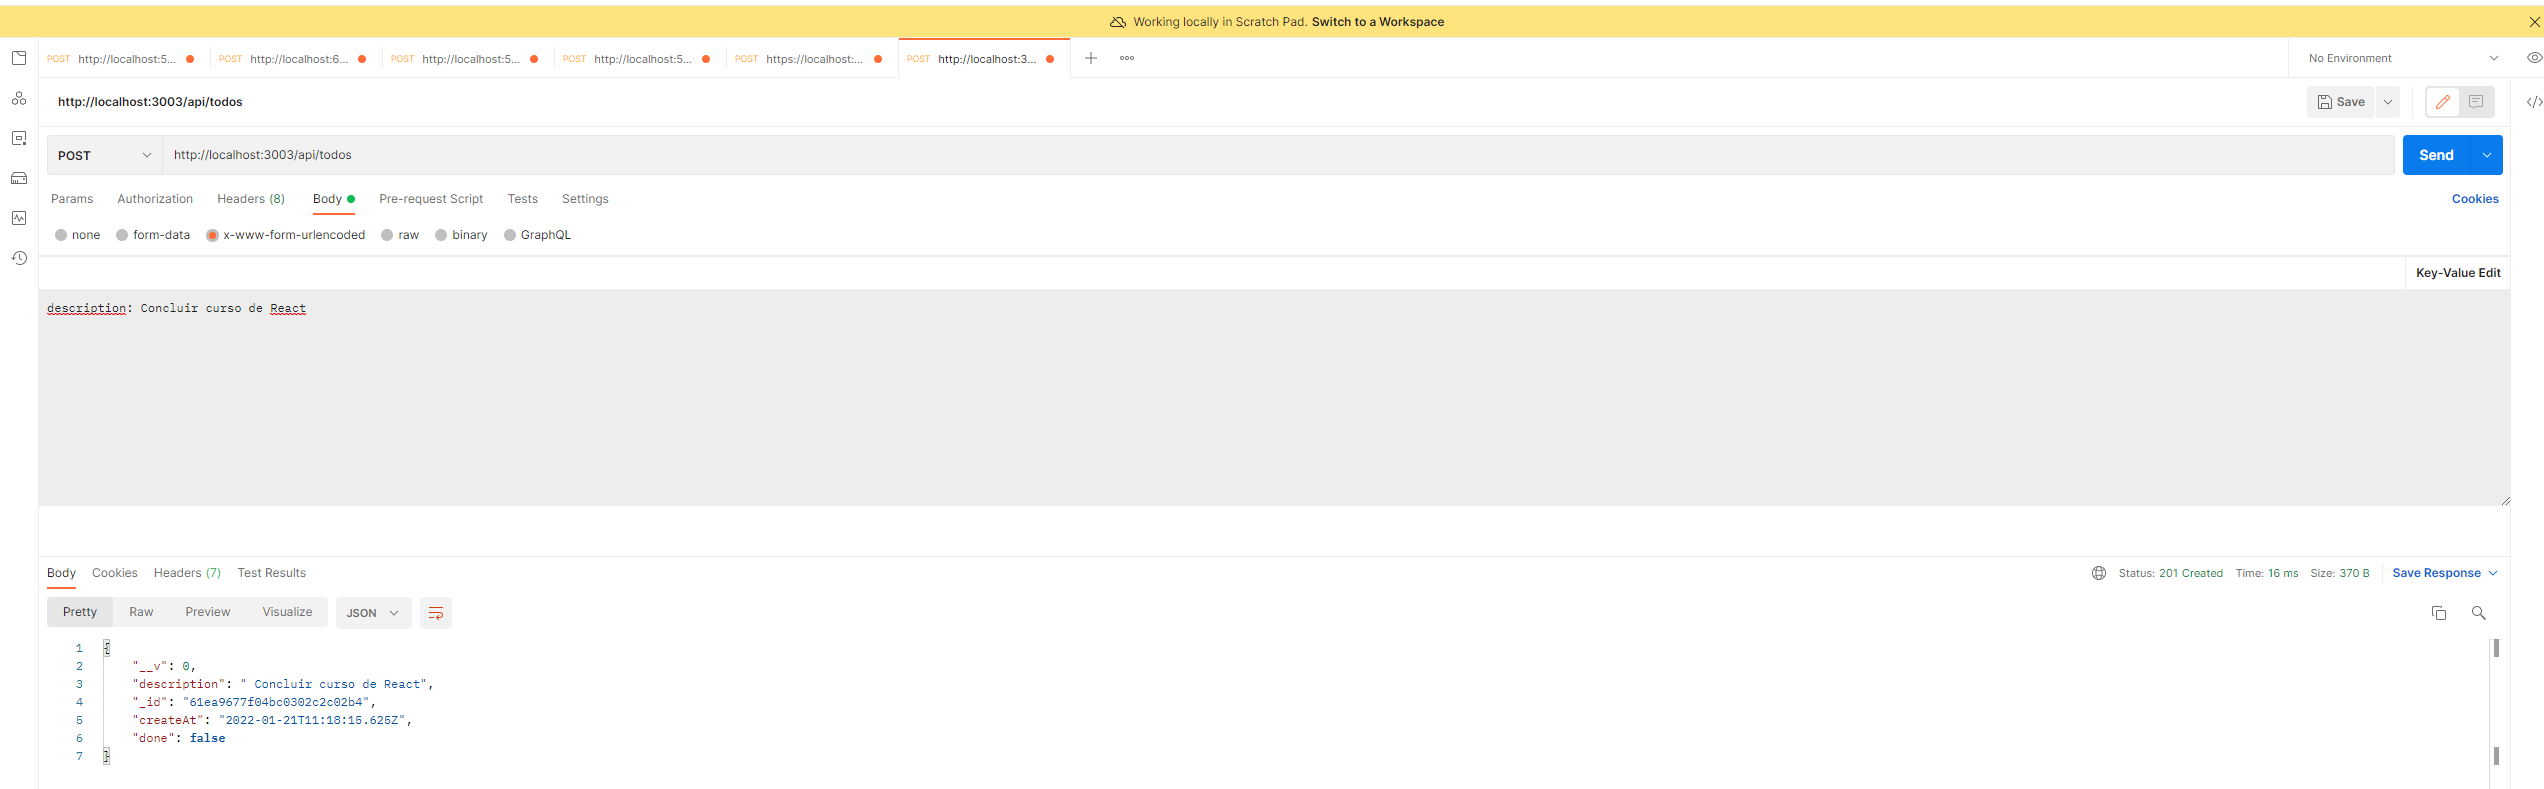 Working locally in Scratch Pad. Switch to a Workspace
POST http://localhost:5... POST http://localhost:6... POST http://localhost:5... POST http://localhost:5... POST https://localhost:... POST http://localhost:3... No Environment
http://localhost:3003/api/todos Save
POST http://localhost:3003/api/todos Send
Params Authorization Headers (8) Body Pre-request Script Tests Settings Cookies
none form-data x-www-form-urlencoded raw binary GraphQL
Key-Value Edit
description: Concluir curso de React
Body Cookies Headers (7) Test Results Status: 201 Created Time: 16 ms Size: 370 B Save Response
Pretty Raw Preview Visualize JSON
1 {
2 "__v": 0,
3 "description": " Concluir curso de React",
4 "_id": "61ea9677f04bc0302c2c02b4",
5 "createAt": "2022-01-21T11:18:15.625Z",
6 "done": false
7 }